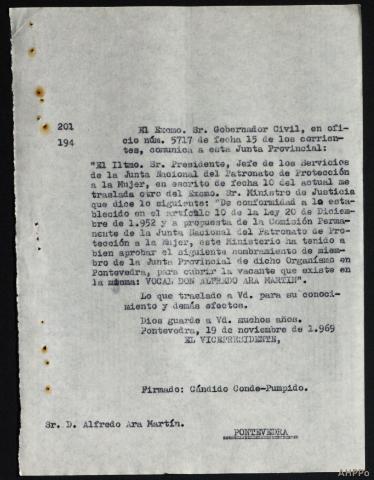 201
194
El Excmo. Sr. Gobernador Civil, en ofi-
cio núm. 5717 de fecha 15 de los corrien-
tes, comunica a esta Junta Provincial:
"El Iltmo. Sr. Presidente, Jefe de los Servicios
de la Junta Nacional del Patronato de Protección
a la Mujer, en escrito de fecha 10 del actual me
traslada otro del Excmo. Sr. Ministro de Justicia
que dice lo siguiente: "De conformidad a lo esta-
blecido en el artículo 10 de la Ley 20 de Diciem-
bre de 1.952 y a propuesta de la Comisión Perma-
nente de la Junta Nacional del Patronato de Pro-
tección a la Mujer, este Ministerio ha tenido a
bien aprobar el siguiente nombramiento de miem-
bro de la Junta Provincial de dicho Organismo en
Pontevedra, para cubrir la vacante que existe en
la misma: VOCAL DON ALFREDO ARA MARTIN".
Lo que traslado a Vd. para su conoci-
miento y demás efectos.
Dios guarde a Vd. muchos años.
Pontevedra, 19 de noviembre de 1.969
EL VICEPRESIDENTE,
Firmado: Cándido Conde-Pumpido.
Sr. D. Alfredo Ara Martín.
PONTEVEDRA
AHPPo